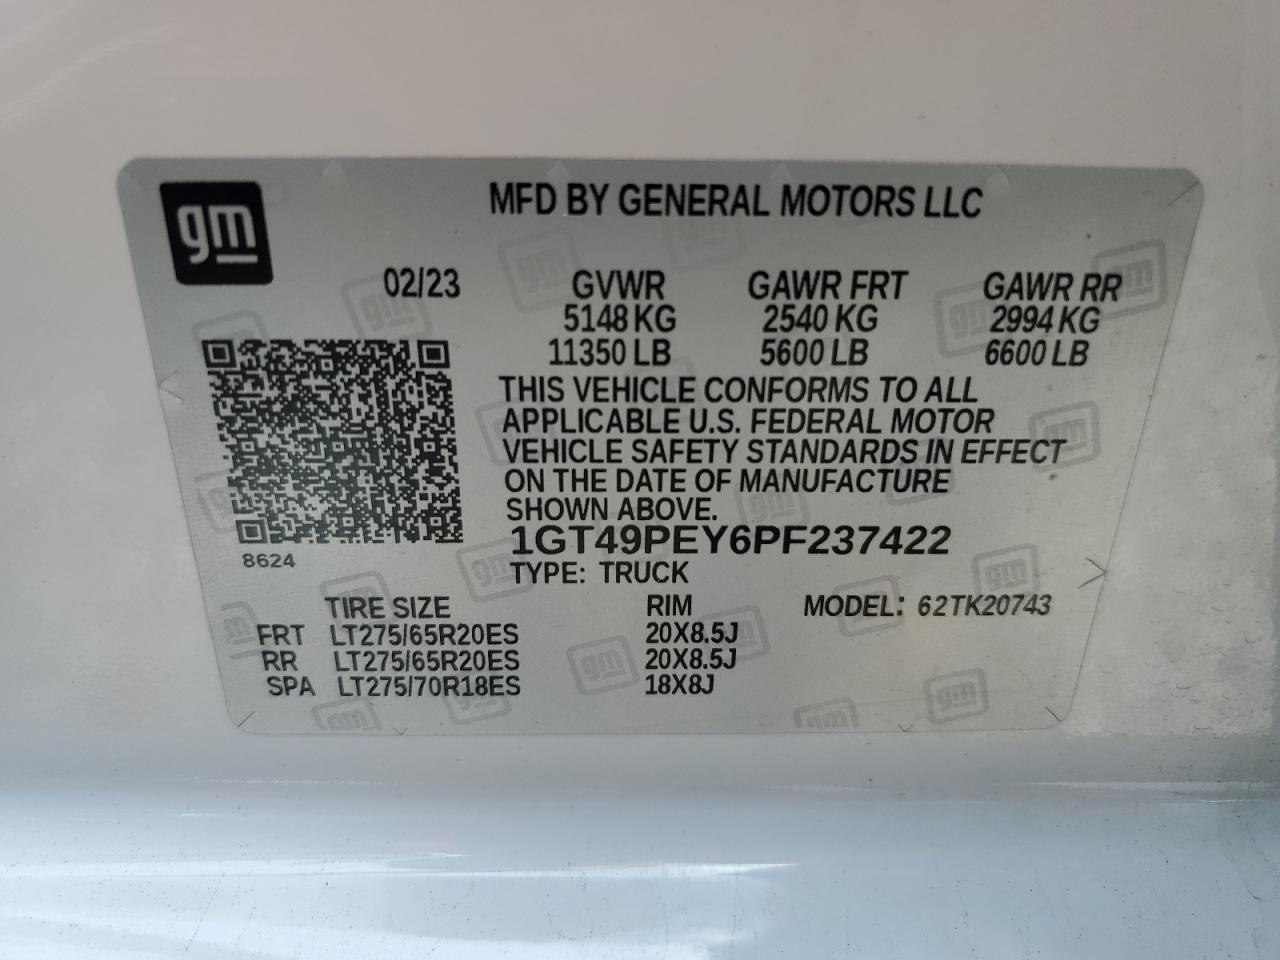 gm
MFD BY GENERAL MOTORS LLC
02/23 GVWR GAWR FRT GAWR RR
5148 KG 2540 KG 2994 KG
11350 LB 5600 LB 6600 LB
THIS VEHICLE CONFORMS TO ALL
APPLICABLE U.S. FEDERAL MOTOR
VEHICLE SAFETY STANDARDS IN EFFECT
ON THE DATE OF MANUFACTURE
SHOWN ABOVE.
1GT49PEY6PF237422
8624
TYPE: TRUCK
TIRE SIZE RIM MODEL: 62TK20743
FRT LT275/65R20ES 20X8.5J
RR LT275/65R20ES 20X8.5J
SPA LT275/70R18ES 18X8J